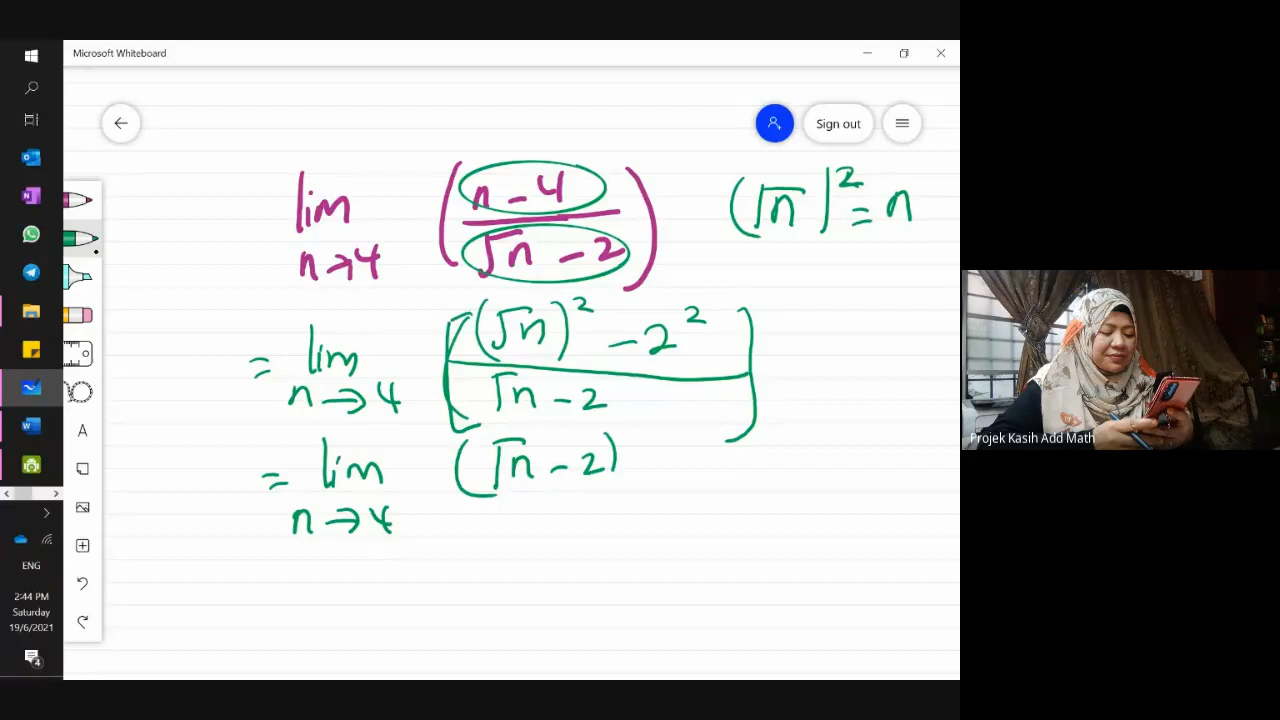 Microsoft Whiteboard
Sign out
lim n→4 ( n - 4 / √n - 2 )
(√n)² = n
= lim n→4 [ (√n)² - 2² / √n - 2 ]
= lim n→4 (√n - 2)
Projek Kasih Add Math
A
ENG
2:44 PM
Saturday
19/6/2021
4